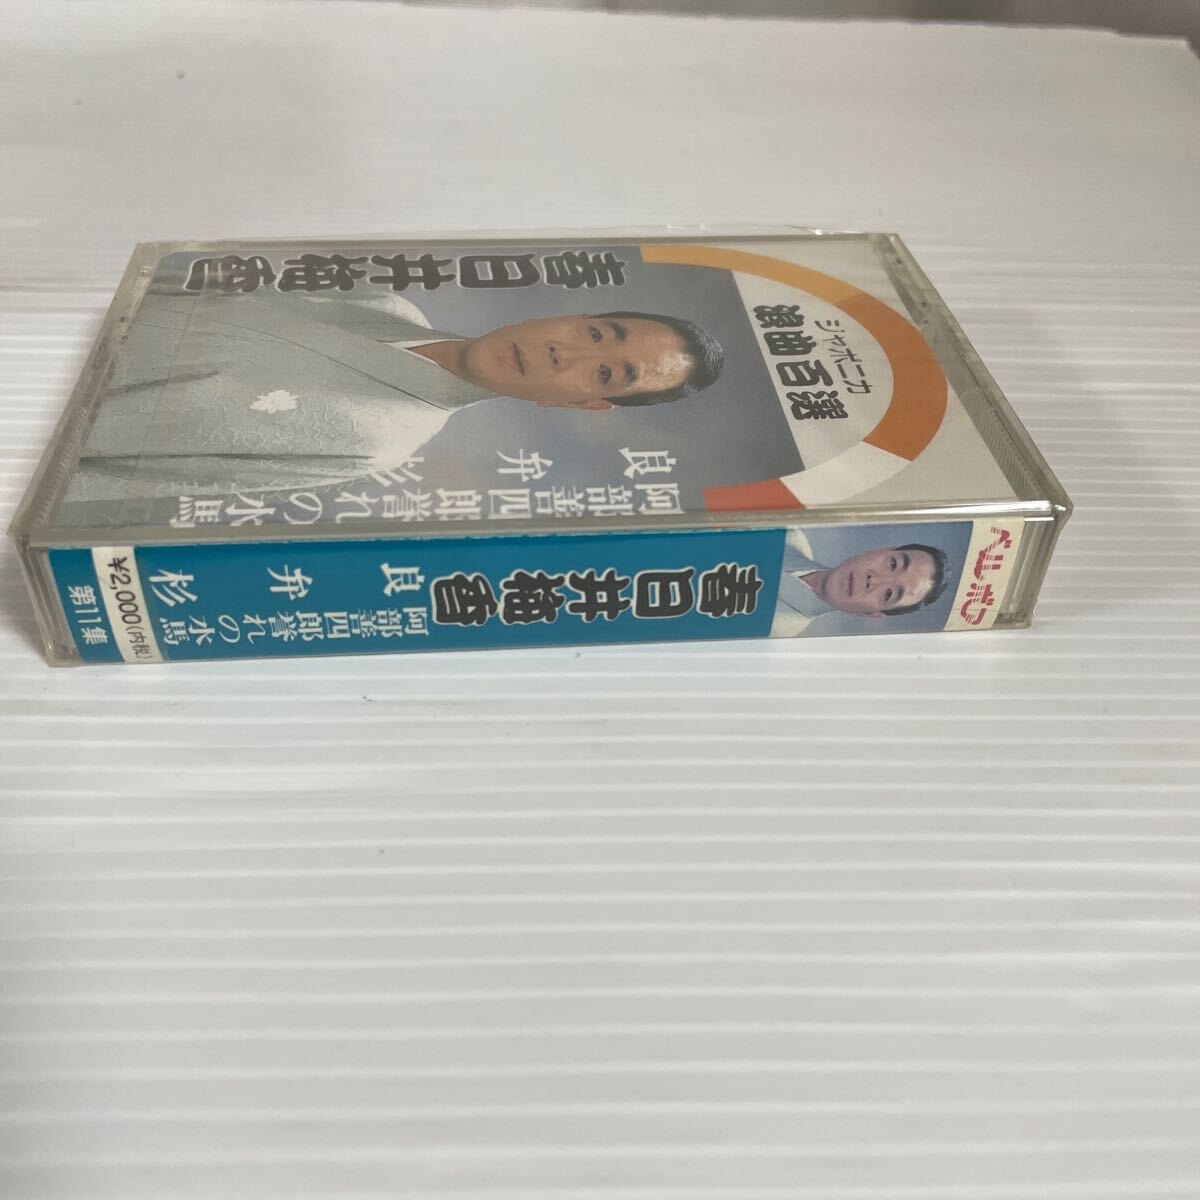 ジャポニカ
浪曲百選
春日井梅鶯
良弁杉
阿部善四郎誉れの水馬
ベルボン
春日井梅鶯
良弁杉
阿部善四郎誉れの水馬
¥2,000(内税)
第11集